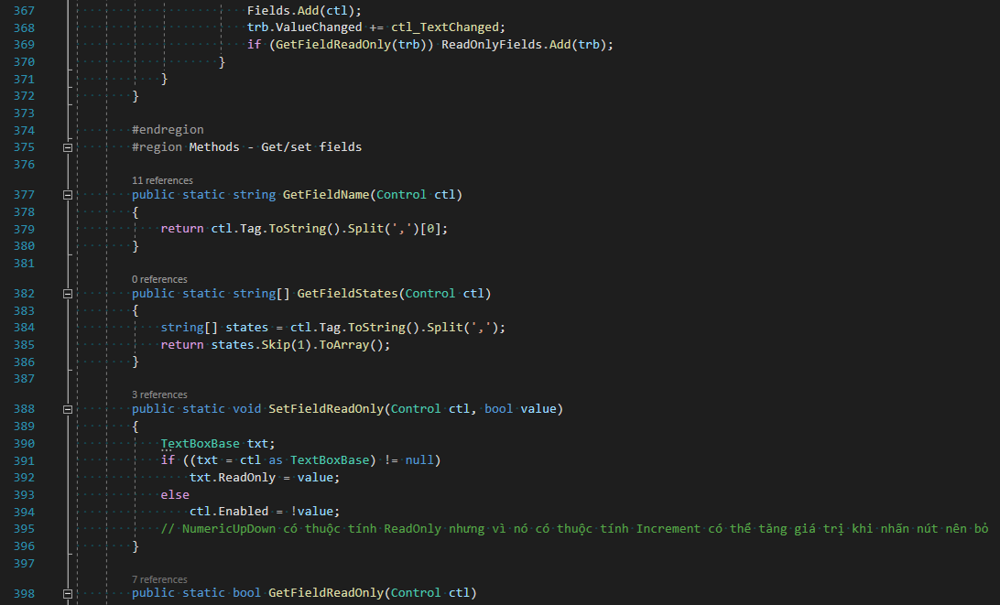 367 Fields.Add(ctl);
368 trb.ValueChanged += ctl_TextChanged;
369 if (GetFieldReadOnly(trb)) ReadOnlyFields.Add(trb);
370 }
371 }
372 }
373
374 #endregion
375 #region Methods - Get/set fields
376
11 references
377 public static string GetFieldName(Control ctl)
378 {
379 return ctl.Tag.ToString().Split(',')[0];
380 }
381
0 references
382 public static string[] GetFieldStates(Control ctl)
383 {
384 string[] states = ctl.Tag.ToString().Split(',');
385 return states.Skip(1).ToArray();
386 }
387
3 references
388 public static void SetFieldReadOnly(Control ctl, bool value)
389 {
390 TextBoxBase txt;
391 if ((txt = ctl as TextBoxBase) != null)
392 txt.ReadOnly = value;
393 else
394 ctl.Enabled = !value;
395 // NumericUpDown có thuộc tính ReadOnly nhưng vì nó có thuộc tính Increment có thể tăng giá trị khi nhấn nút nên bỏ
396 }
397
7 references
398 public static bool GetFieldReadOnly(Control ctl)